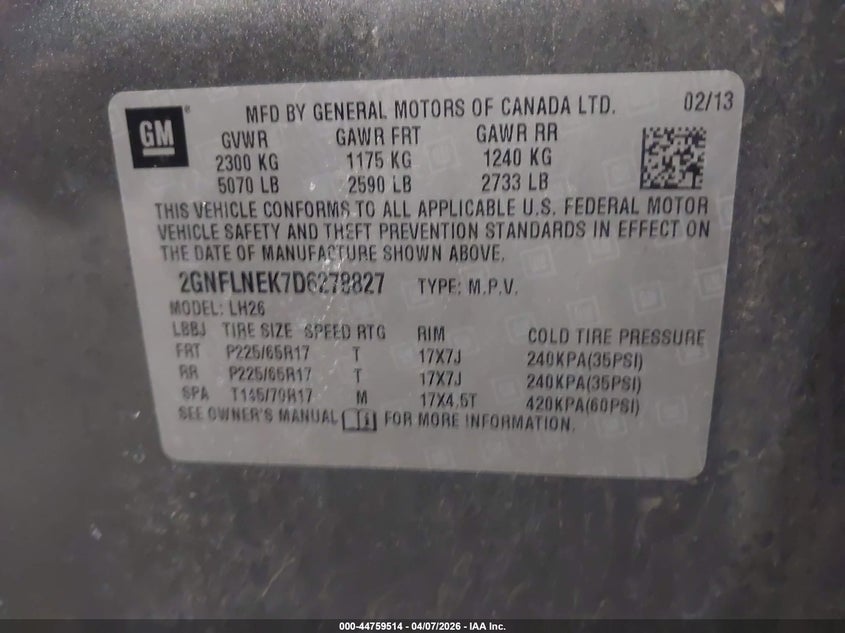 GM
MFD BY GENERAL MOTORS OF CANADA LTD. 02/13
GVWR GAWR FRT GAWR RR
2300 KG 1175 KG 1240 KG
5070 LB 2590 LB 2733 LB
THIS VEHICLE CONFORMS TO ALL APPLICABLE U.S. FEDERAL MOTOR
VEHICLE SAFETY AND THEFT PREVENTION STANDARDS IN EFFECT ON
THE DATE OF MANUFACTURE SHOWN ABOVE.
2GNFLNEK7D6278827 TYPE: M.P.V.
MODEL: LH26
LBBJ TIRE SIZE SPEED RTG RIM COLD TIRE PRESSURE
FRT P225/65R17 T 17X7J 240KPA(35PSI)
RR P225/65R17 T 17X7J 240KPA(35PSI)
SPA T145/70R17 M 17X4.5T 420KPA(60PSI)
SEE OWNER'S MANUAL FOR MORE INFORMATION.
000-44759514 - 04/07/2026 - IAA Inc.